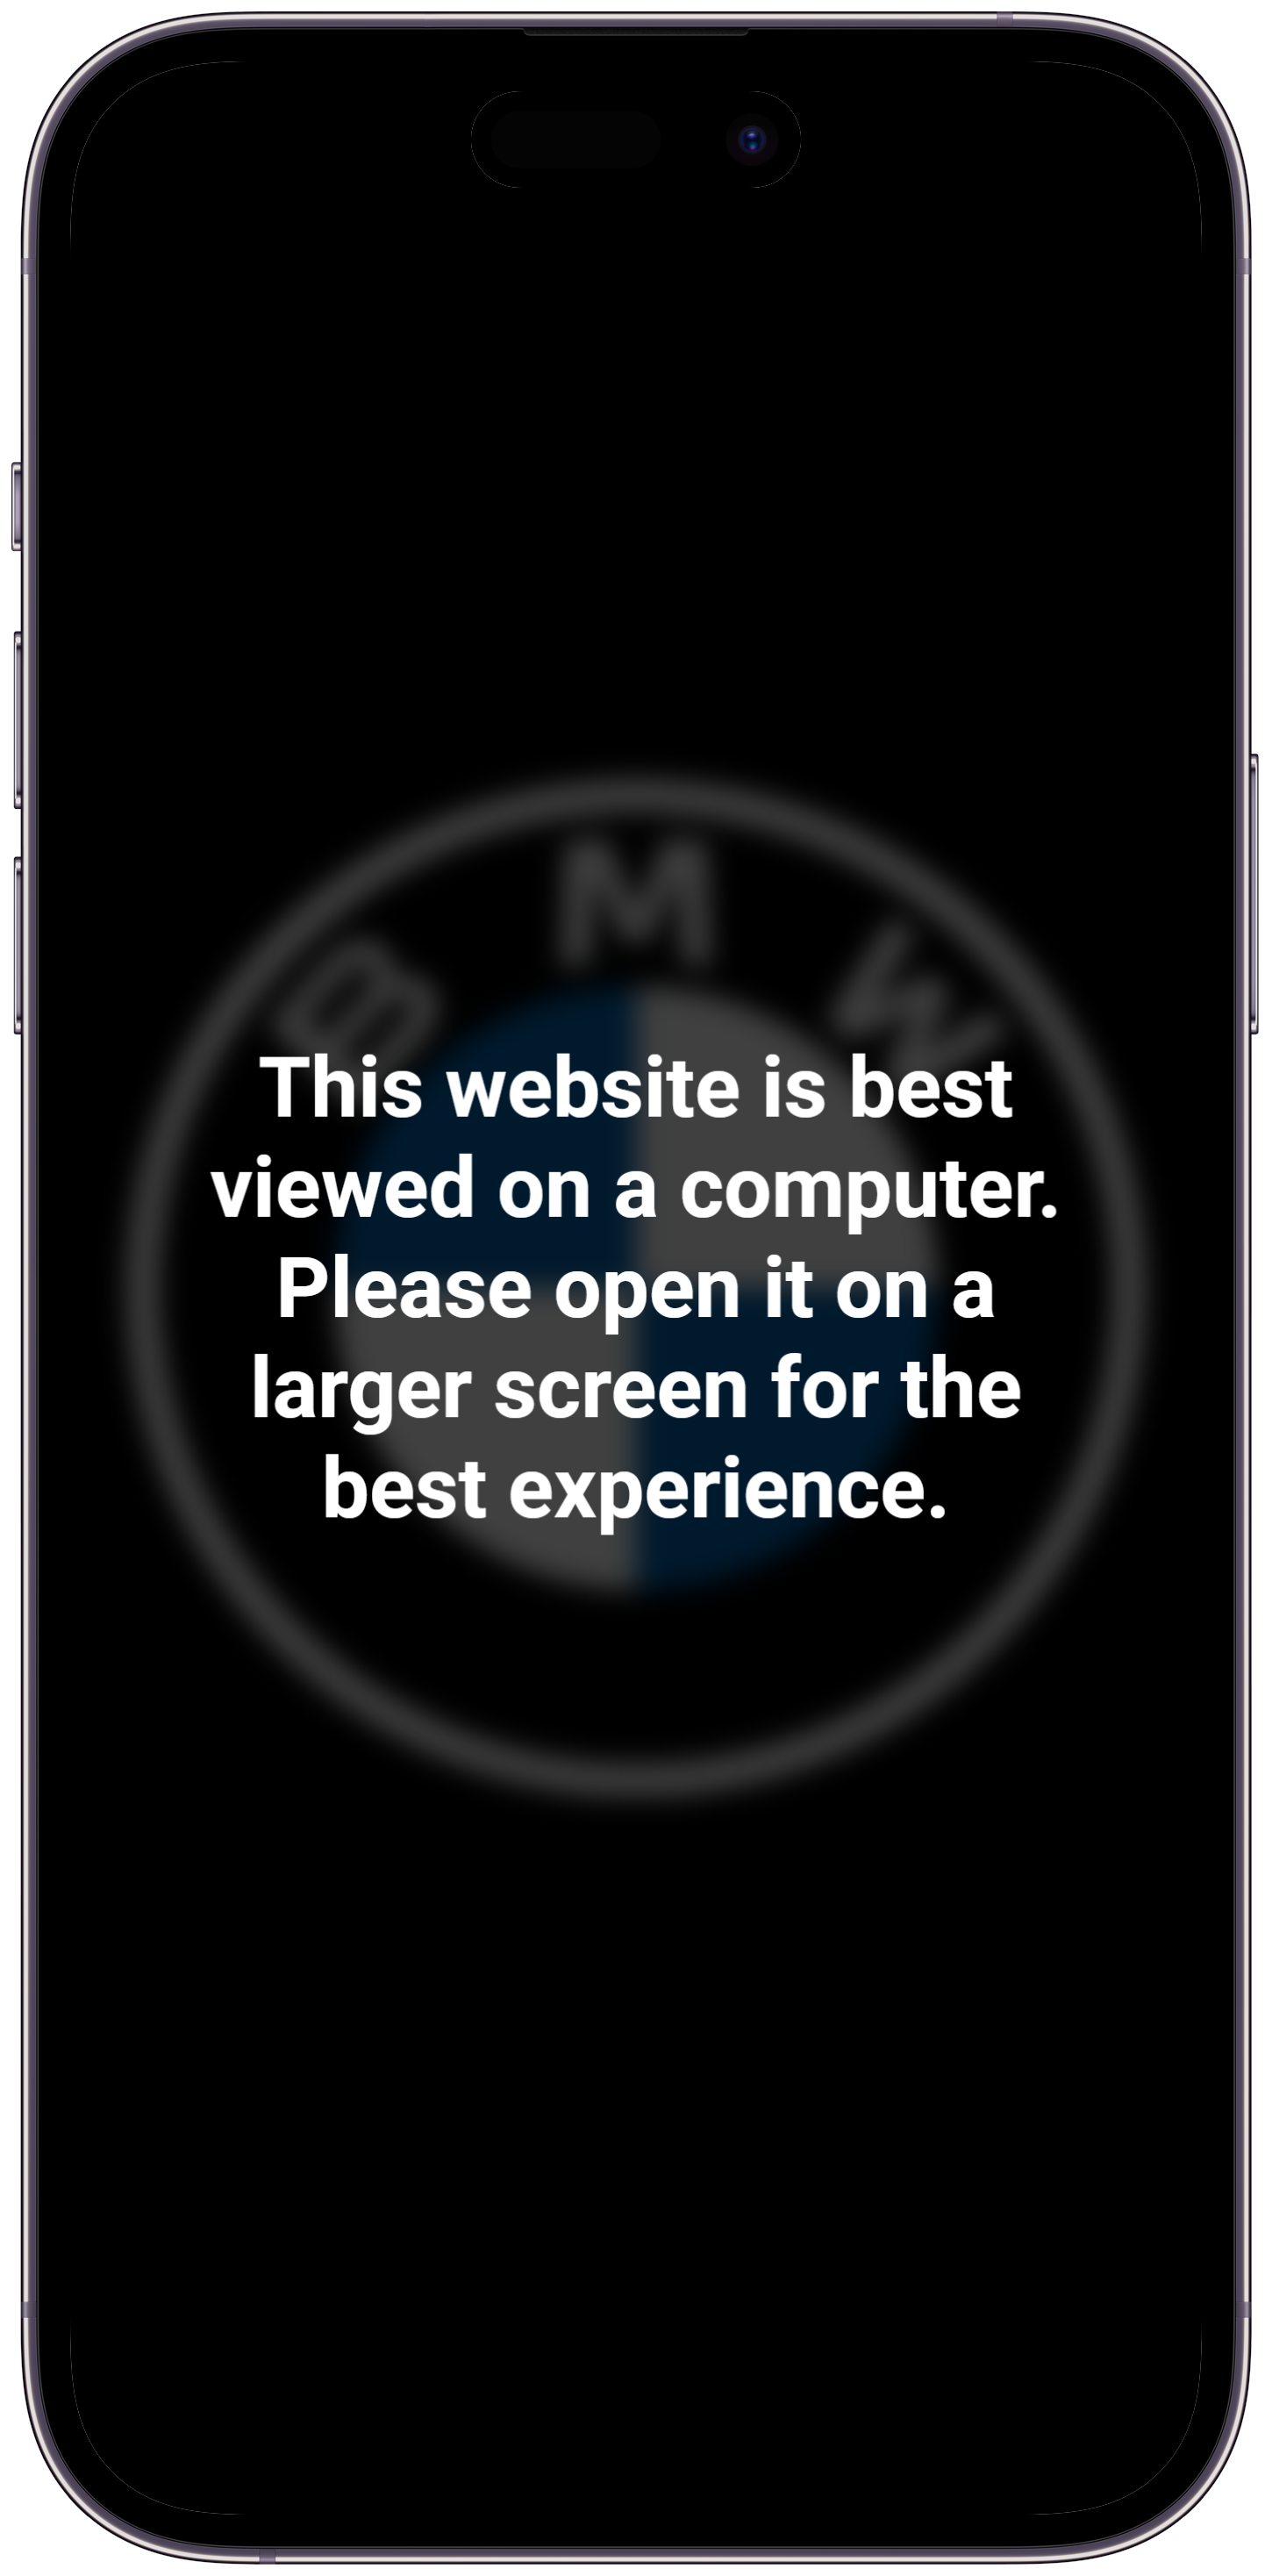 B M W
This website is best
viewed on a computer.
Please open it on a
larger screen for the
best experience.